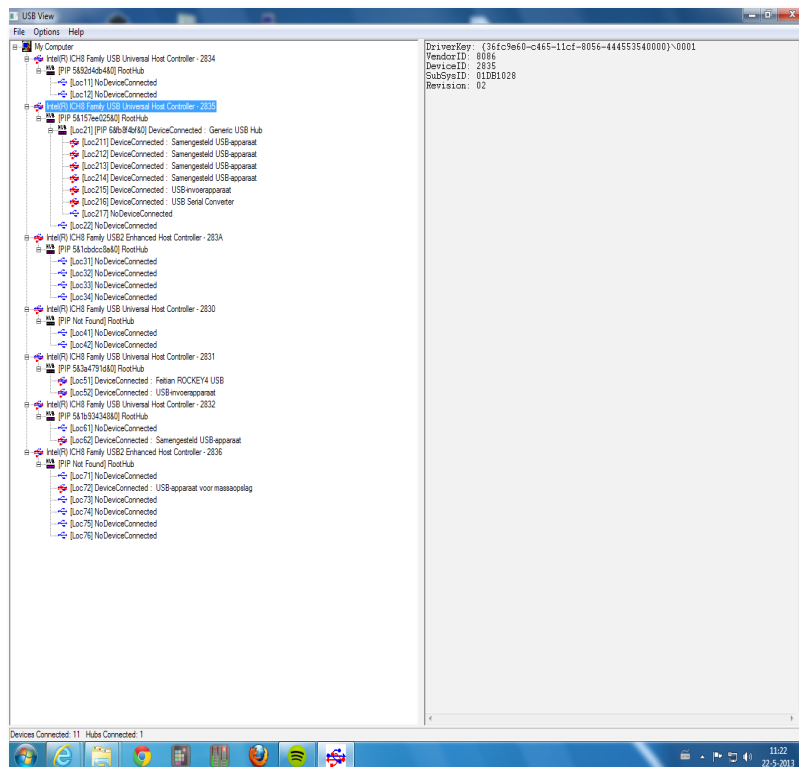 USB View
File Options Help
My Computer
Intel(R) ICH8 Family USB Universal Host Controller - 2834
[PIP 5&92d4db4&0] RootHub
[Loc11] NoDeviceConnected
[Loc12] NoDeviceConnected
Intel(R) ICH8 Family USB Universal Host Controller - 2835
[PIP 5&157ee025&0] RootHub
[Loc21] [PIP 6&fb8f4bf&0] DeviceConnected : Generic USB Hub
[Loc211] DeviceConnected : Samengesteld USB-apparaat
[Loc212] DeviceConnected : Samengesteld USB-apparaat
[Loc213] DeviceConnected : Samengesteld USB-apparaat
[Loc214] DeviceConnected : Samengesteld USB-apparaat
[Loc215] DeviceConnected : USB-invoerapparaat
[Loc216] DeviceConnected : USB Serial Converter
[Loc217] NoDeviceConnected
[Loc22] NoDeviceConnected
Intel(R) ICH8 Family USB2 Enhanced Host Controller - 283A
[PIP 5&1cbdcc8a&0] RootHub
[Loc31] NoDeviceConnected
[Loc32] NoDeviceConnected
[Loc33] NoDeviceConnected
[Loc34] NoDeviceConnected
Intel(R) ICH8 Family USB Universal Host Controller - 2830
[PIP Not Found] RootHub
[Loc41] NoDeviceConnected
[Loc42] NoDeviceConnected
Intel(R) ICH8 Family USB Universal Host Controller - 2831
[PIP 5&3a4791d&0] RootHub
[Loc51] DeviceConnected : Feitian ROCKEY4 USB
[Loc52] DeviceConnected : USB-invoerapparaat
Intel(R) ICH8 Family USB Universal Host Controller - 2832
[PIP 5&1b934348&0] RootHub
[Loc61] NoDeviceConnected
[Loc62] DeviceConnected : Samengesteld USB-apparaat
Intel(R) ICH8 Family USB2 Enhanced Host Controller - 2836
[PIP Not Found] RootHub
[Loc71] NoDeviceConnected
[Loc72] DeviceConnected : USB-apparaat voor massaopslag
[Loc73] NoDeviceConnected
[Loc74] NoDeviceConnected
[Loc75] NoDeviceConnected
[Loc76] NoDeviceConnected
DriverKey: {36fc9e60-c465-11cf-8056-444553540000}\0001
VendorID: 8086
DeviceID: 2835
SubSysID: 01DB1028
Revision: 02
Devices Connected: 11 Hubs Connected: 1
11:22
22-5-2013